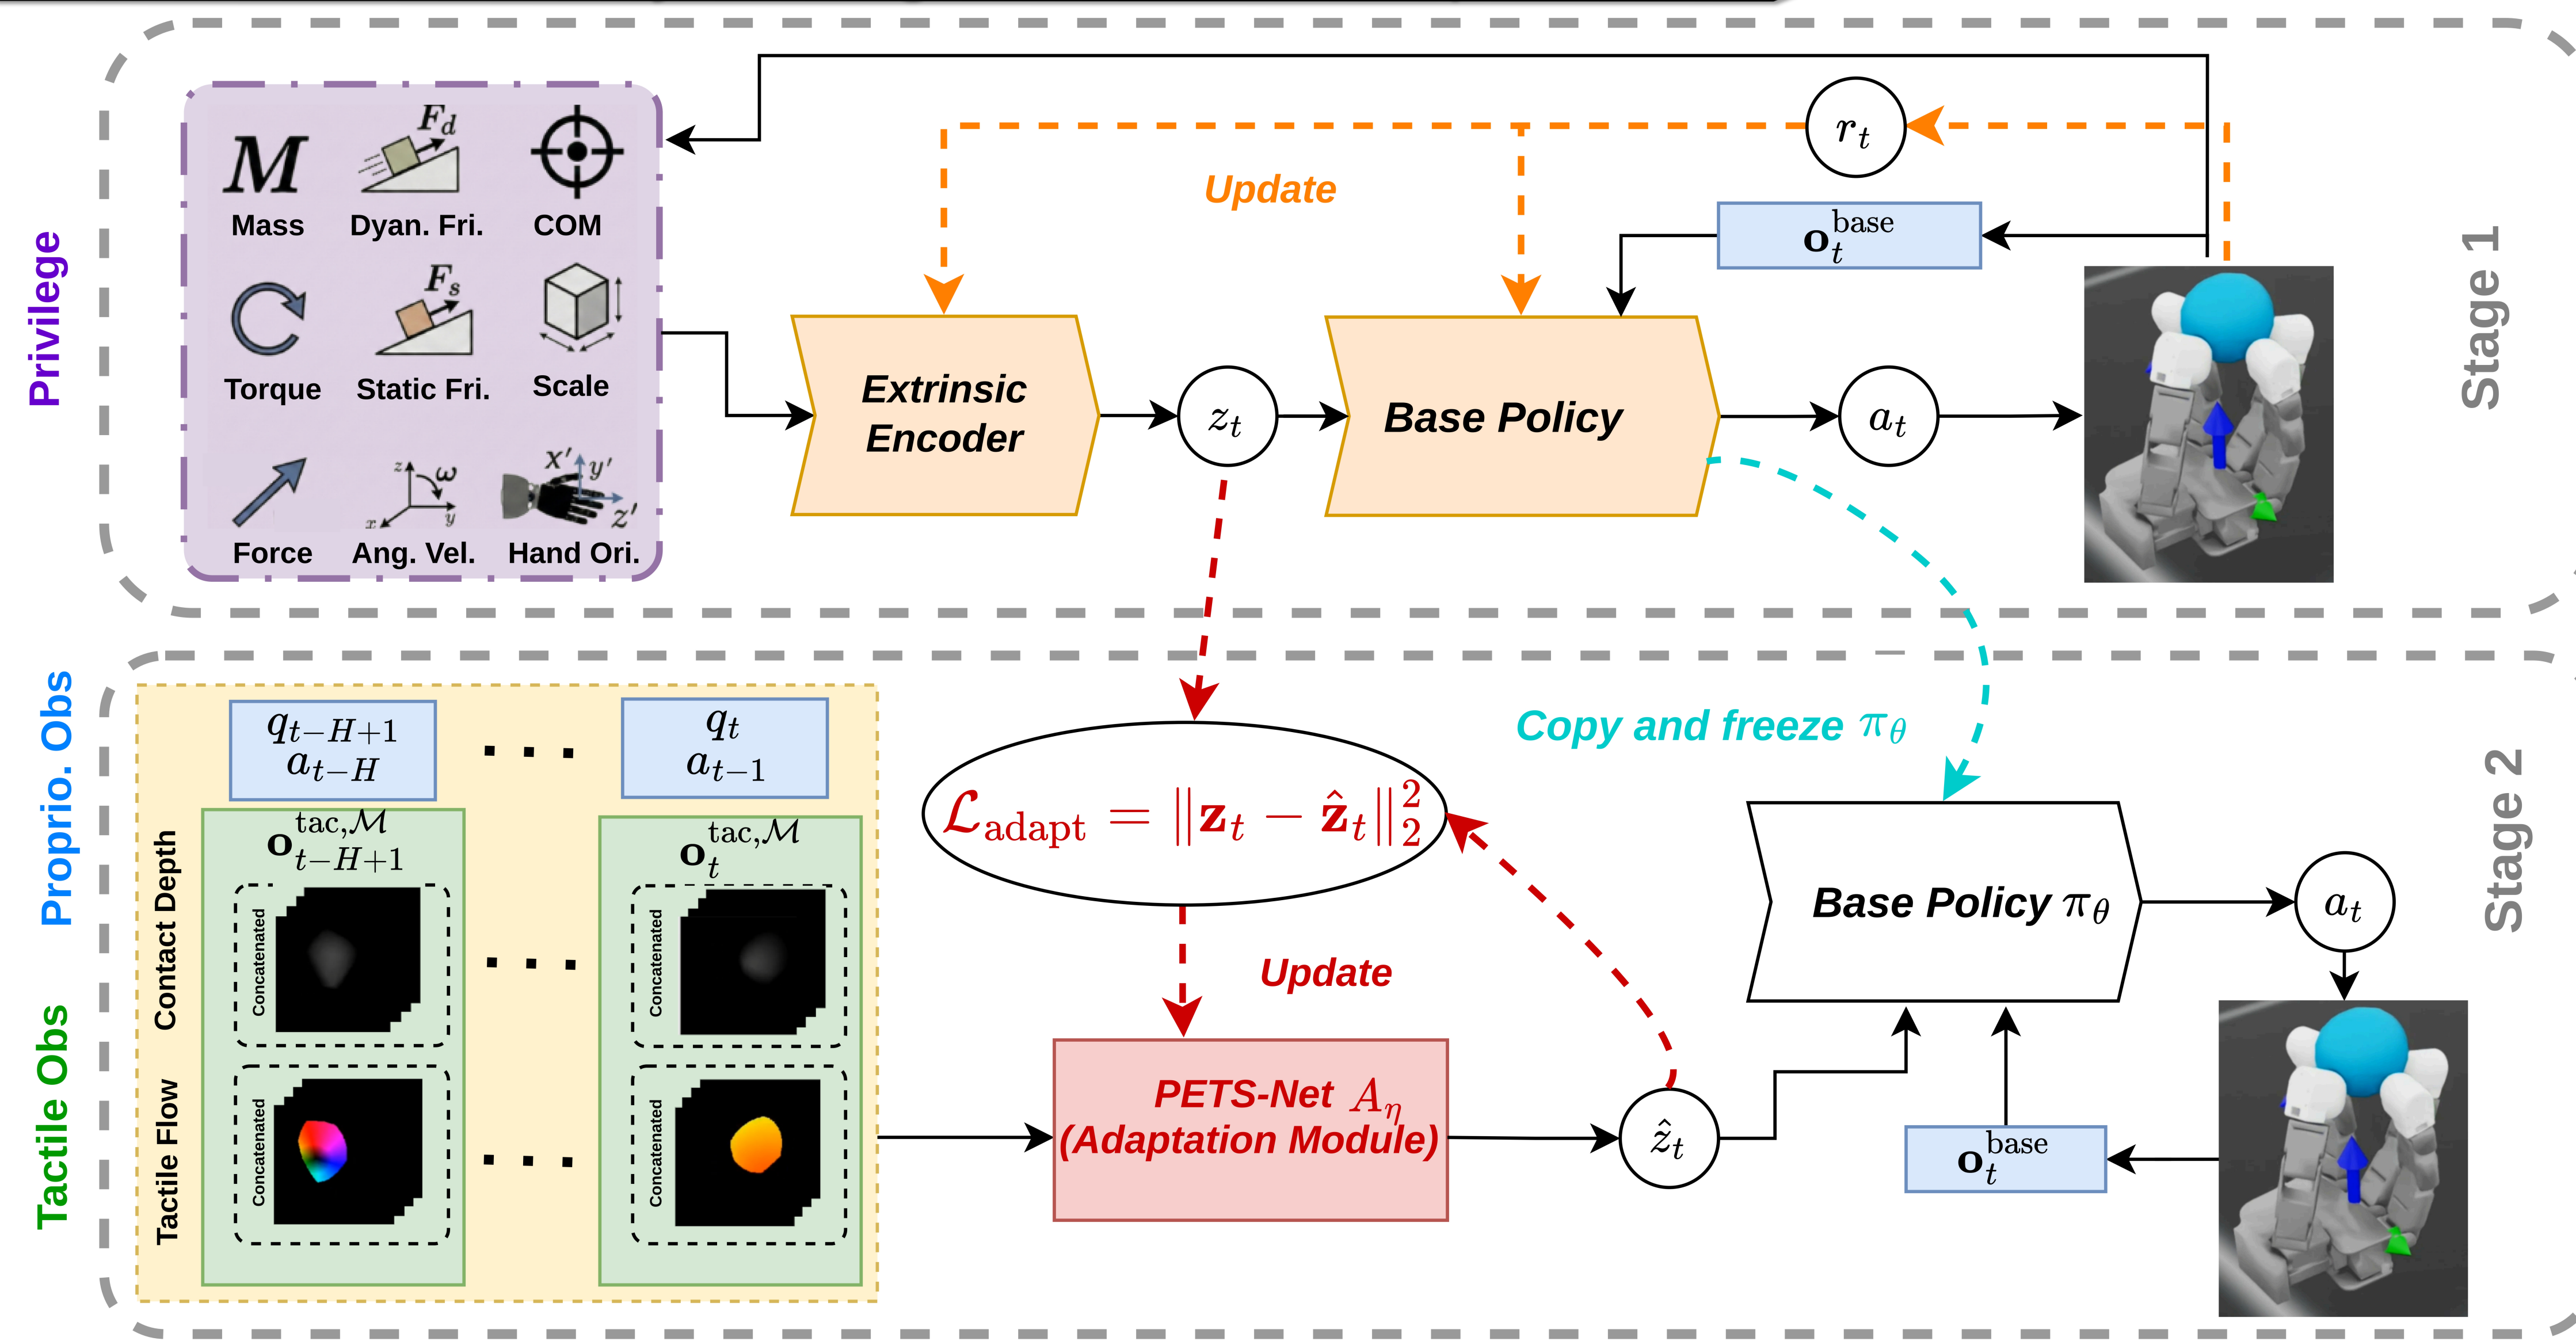 Privilege
M
Mass
F_d
Dyan. Fri.
COM
Torque
F_s
Static Fri.
Scale
Force
z
ω
x
y
Ang. Vel.
X′
y′
z′
Hand Ori.
Extrinsic
Encoder
z_t
Base Policy
a_t
Update
r_t
o_t^base
Stage 1
Proprio. Obs
Tactile Obs
Contact Depth
Tactile Flow
q_{t−H+1}
a_{t−H}
q_t
a_{t−1}
o_{t−H+1}^{tac,ℳ}
Concatenated
Concatenated
o_t^{tac,ℳ}
Concatenated
Concatenated
ℒ_adapt = ‖z_t − ẑ_t‖_2^2
Update
PETS-Net A_η
(Adaptation Module)
ẑ_t
Copy and freeze π_θ
Base Policy π_θ
a_t
o_t^base
Stage 2